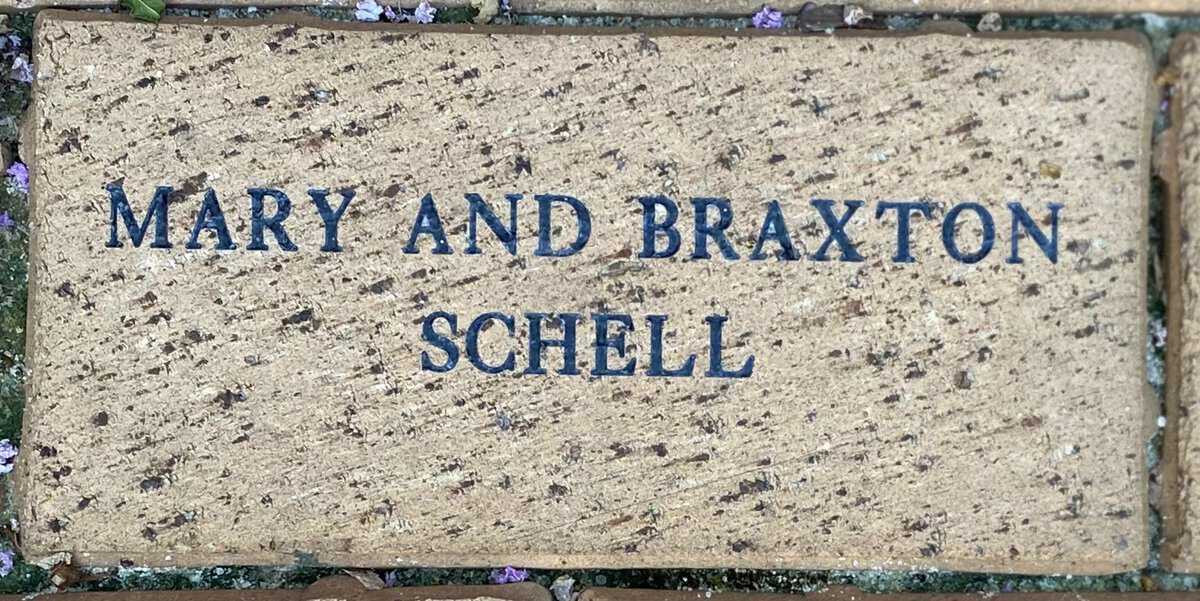 MARY AND BRAXTON
SCHELL